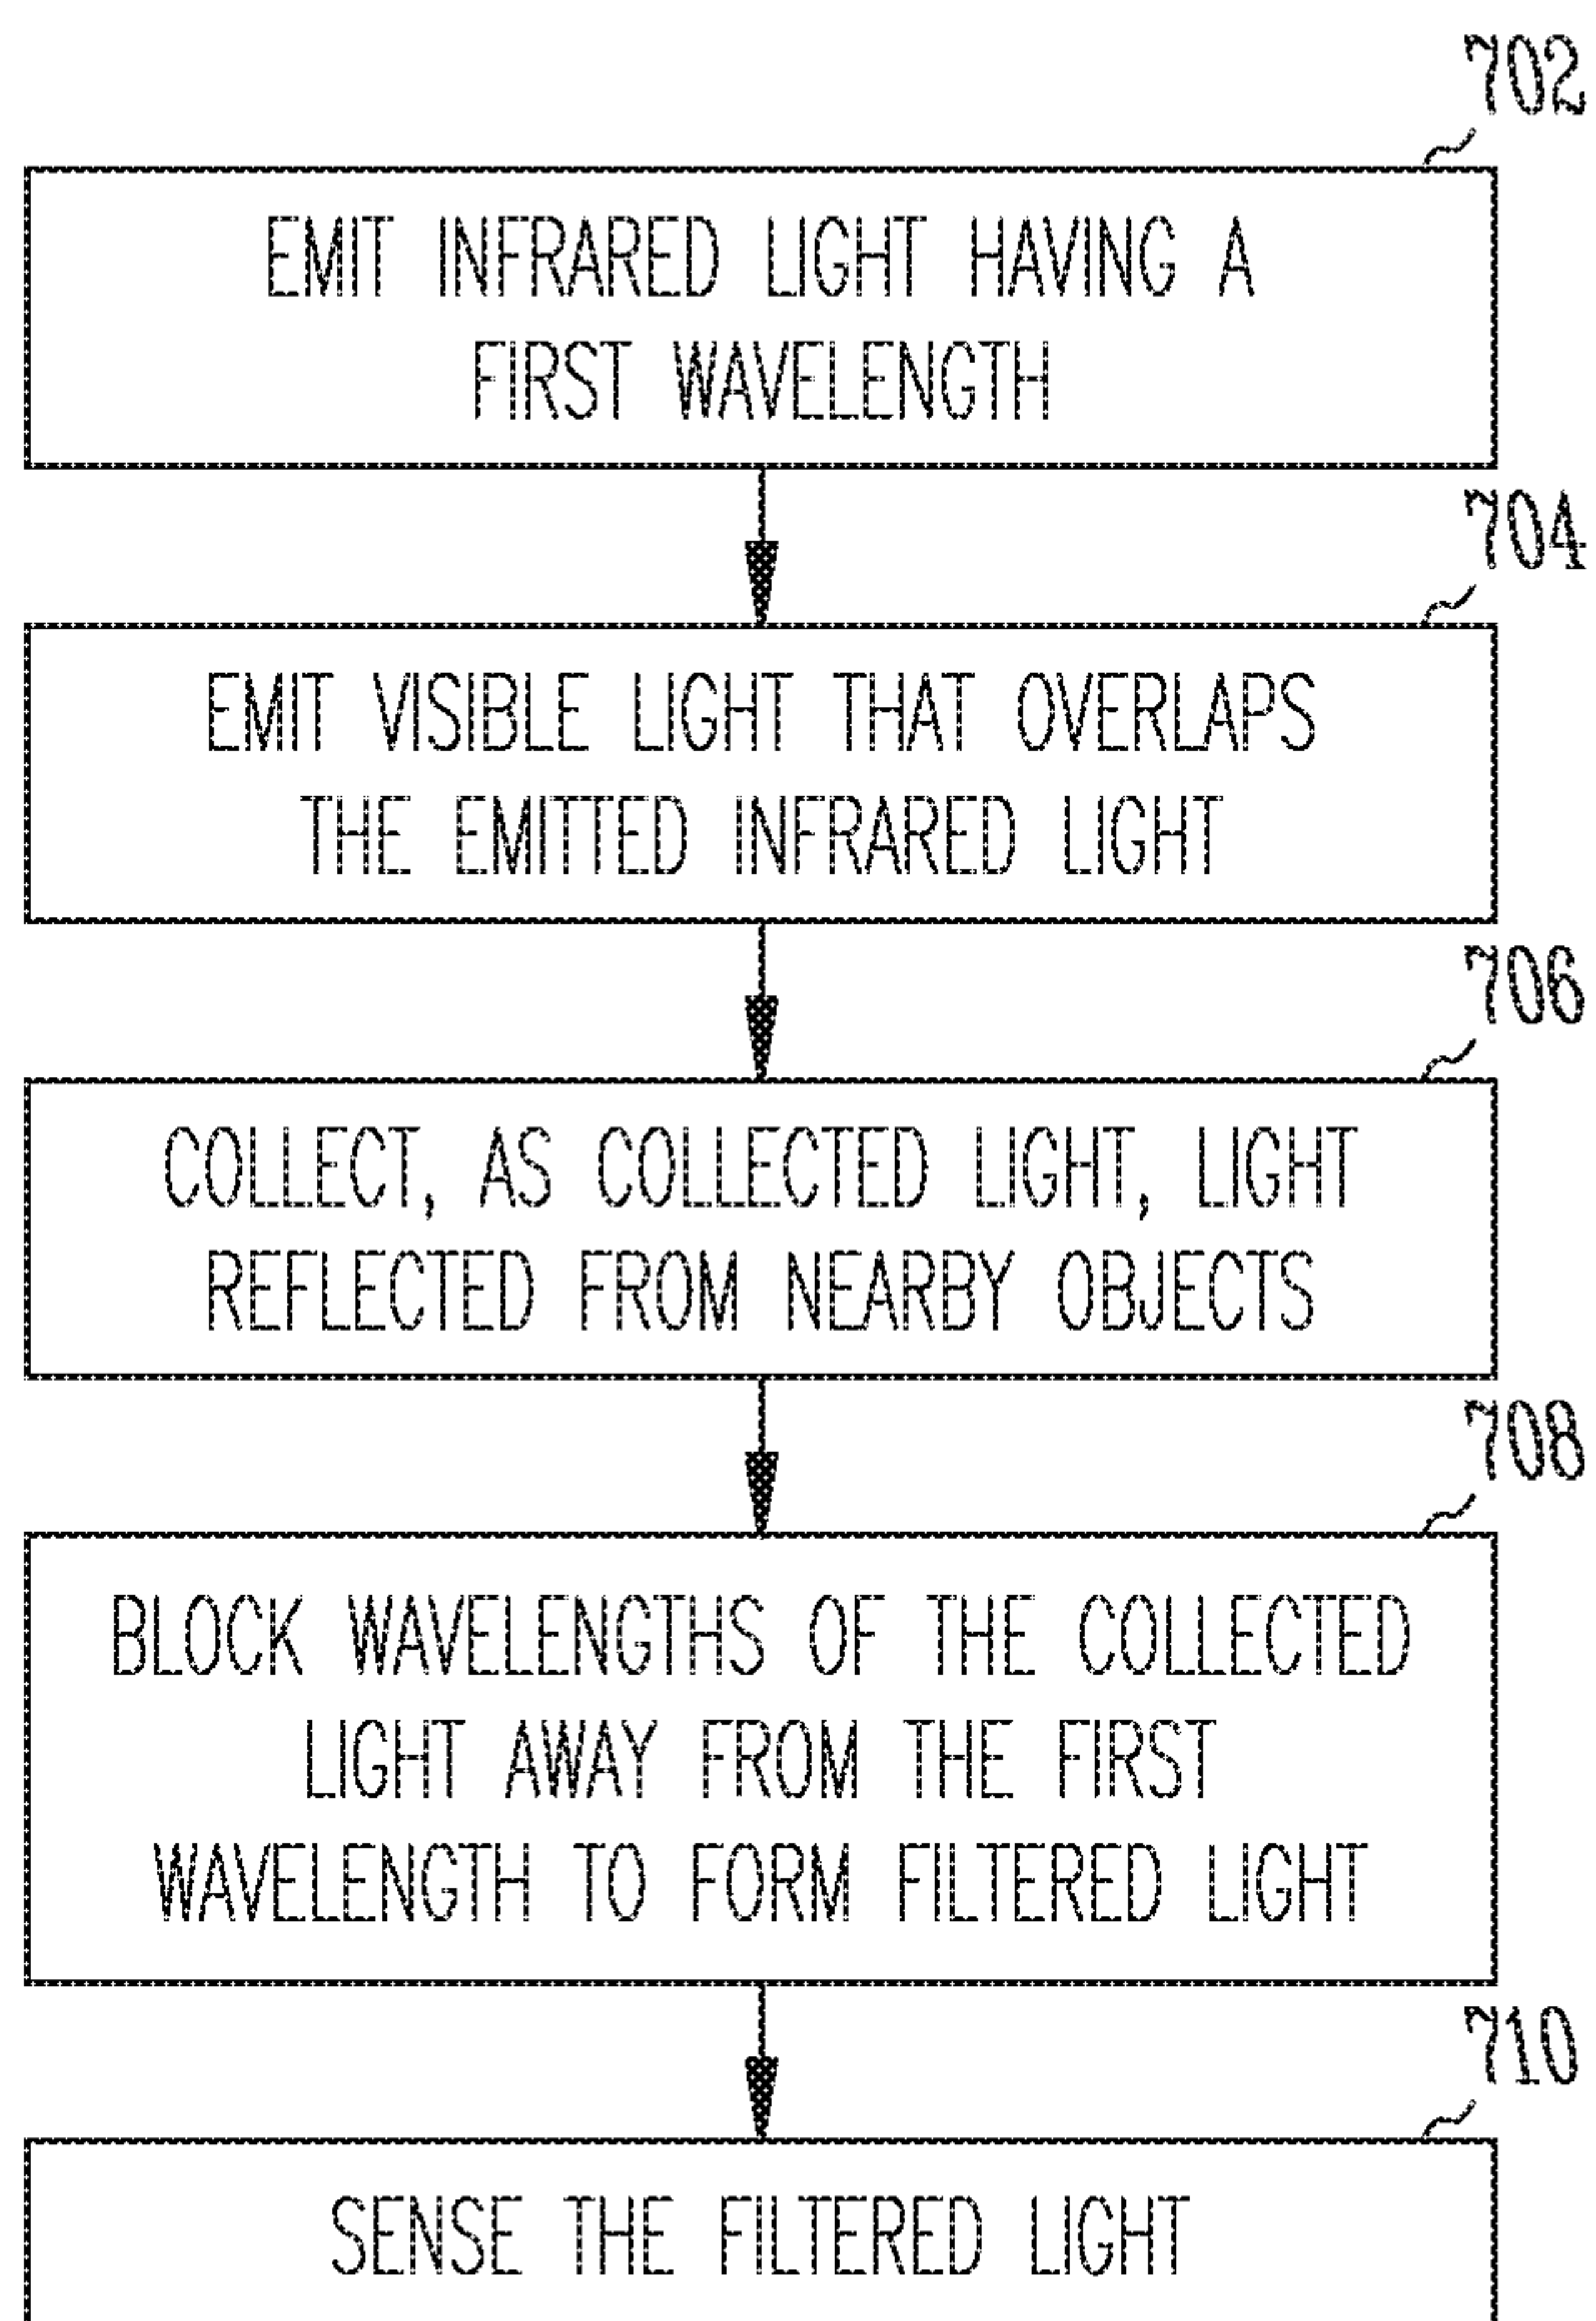 702
EMIT INFRARED LIGHT HAVING A
FIRST WAVELENGTH
704
EMIT VISIBLE LIGHT THAT OVERLAPS
THE EMITTED INFRARED LIGHT
706
COLLECT, AS COLLECTED LIGHT, LIGHT
REFLECTED FROM NEARBY OBJECTS
708
BLOCK WAVELENGTHS OF THE COLLECTED
LIGHT AWAY FROM THE FIRST
WAVELENGTH TO FORM FILTERED LIGHT
710
SENSE THE FILTERED LIGHT